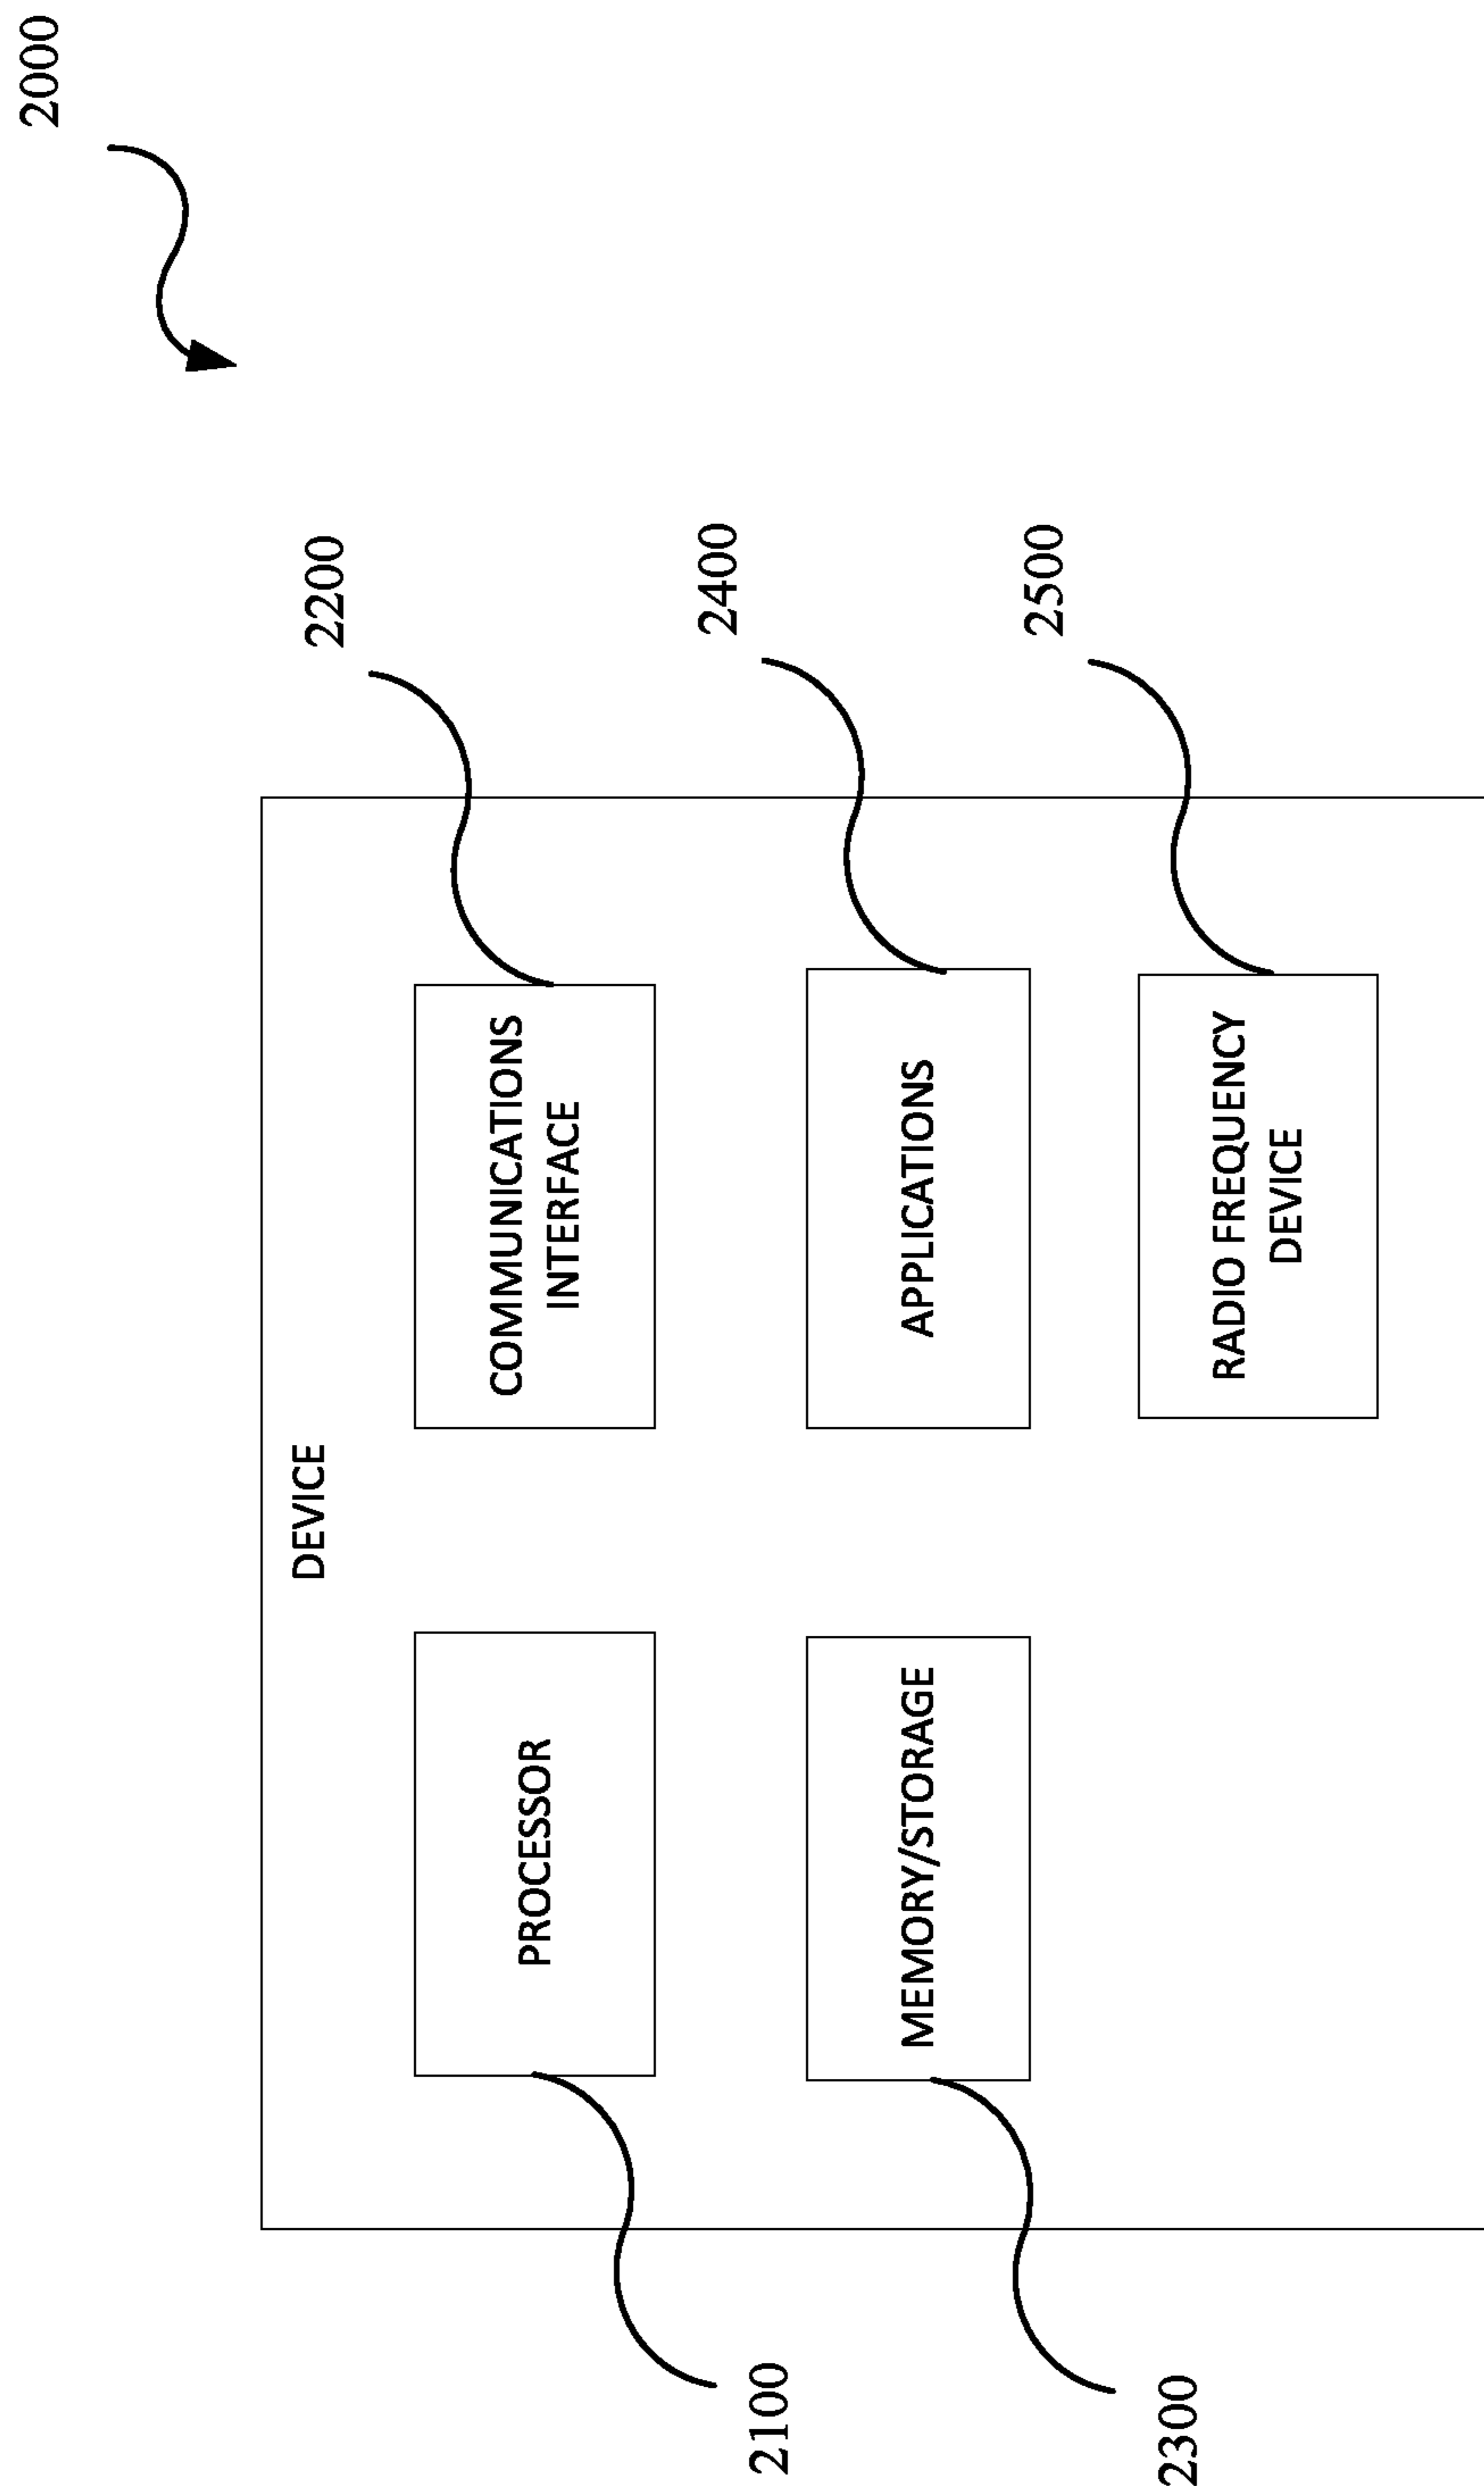 2000
DEVICE
2200
PROCESSOR
COMMUNICATIONS
INTERFACE
2100
2400
MEMORY/STORAGE
APPLICATIONS
2300
2500
RADIO FREQUENCY
DEVICE